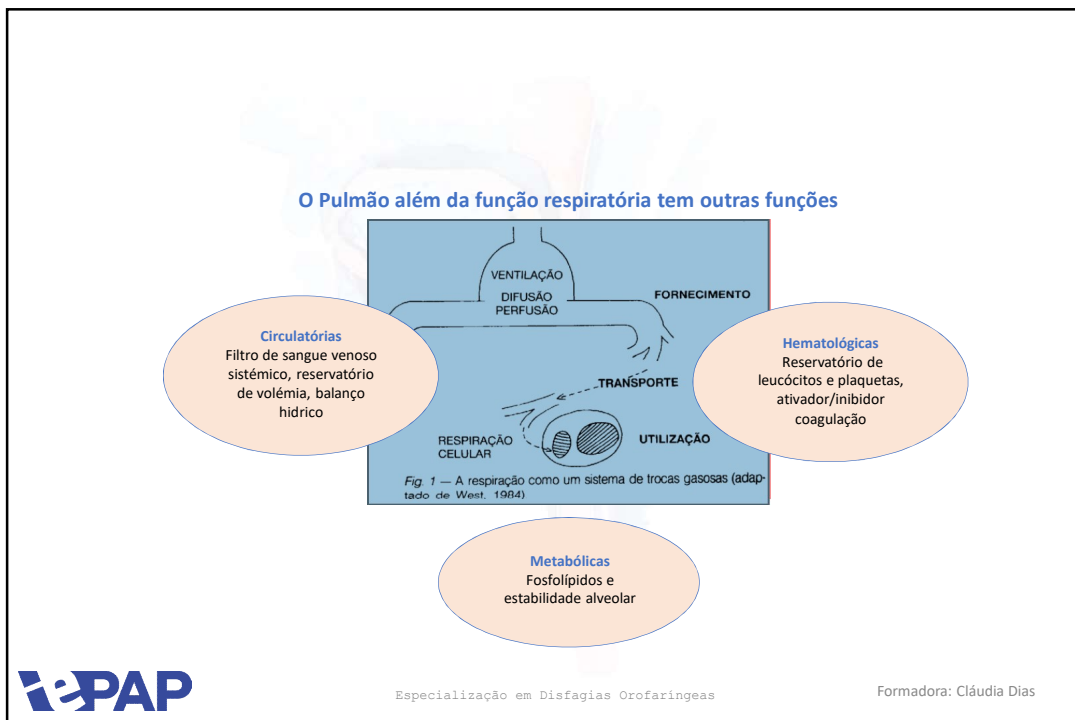 O Pulmão além da função respiratória tem outras funções
VENTILAÇÃO
DIFUSÃO
PERFUSÃO
FORNECIMENTO
TRANSPORTE
RESPIRAÇÃO
CELULAR
UTILIZAÇÃO
Fig. 1 — A respiração como um sistema de trocas gasosas (adap-
tado de West, 1984)
Circulatórias
Filtro de sangue venoso
sistémico, reservatório
de volémia, balanço
hidrico
Hematológicas
Reservatório de
leucócitos e plaquetas,
ativador/inibidor
coagulação
Metabólicas
Fosfolípidos e
estabilidade alveolar
iePAP
Especialização em Disfagias Orofaríngeas
Formadora: Cláudia Dias